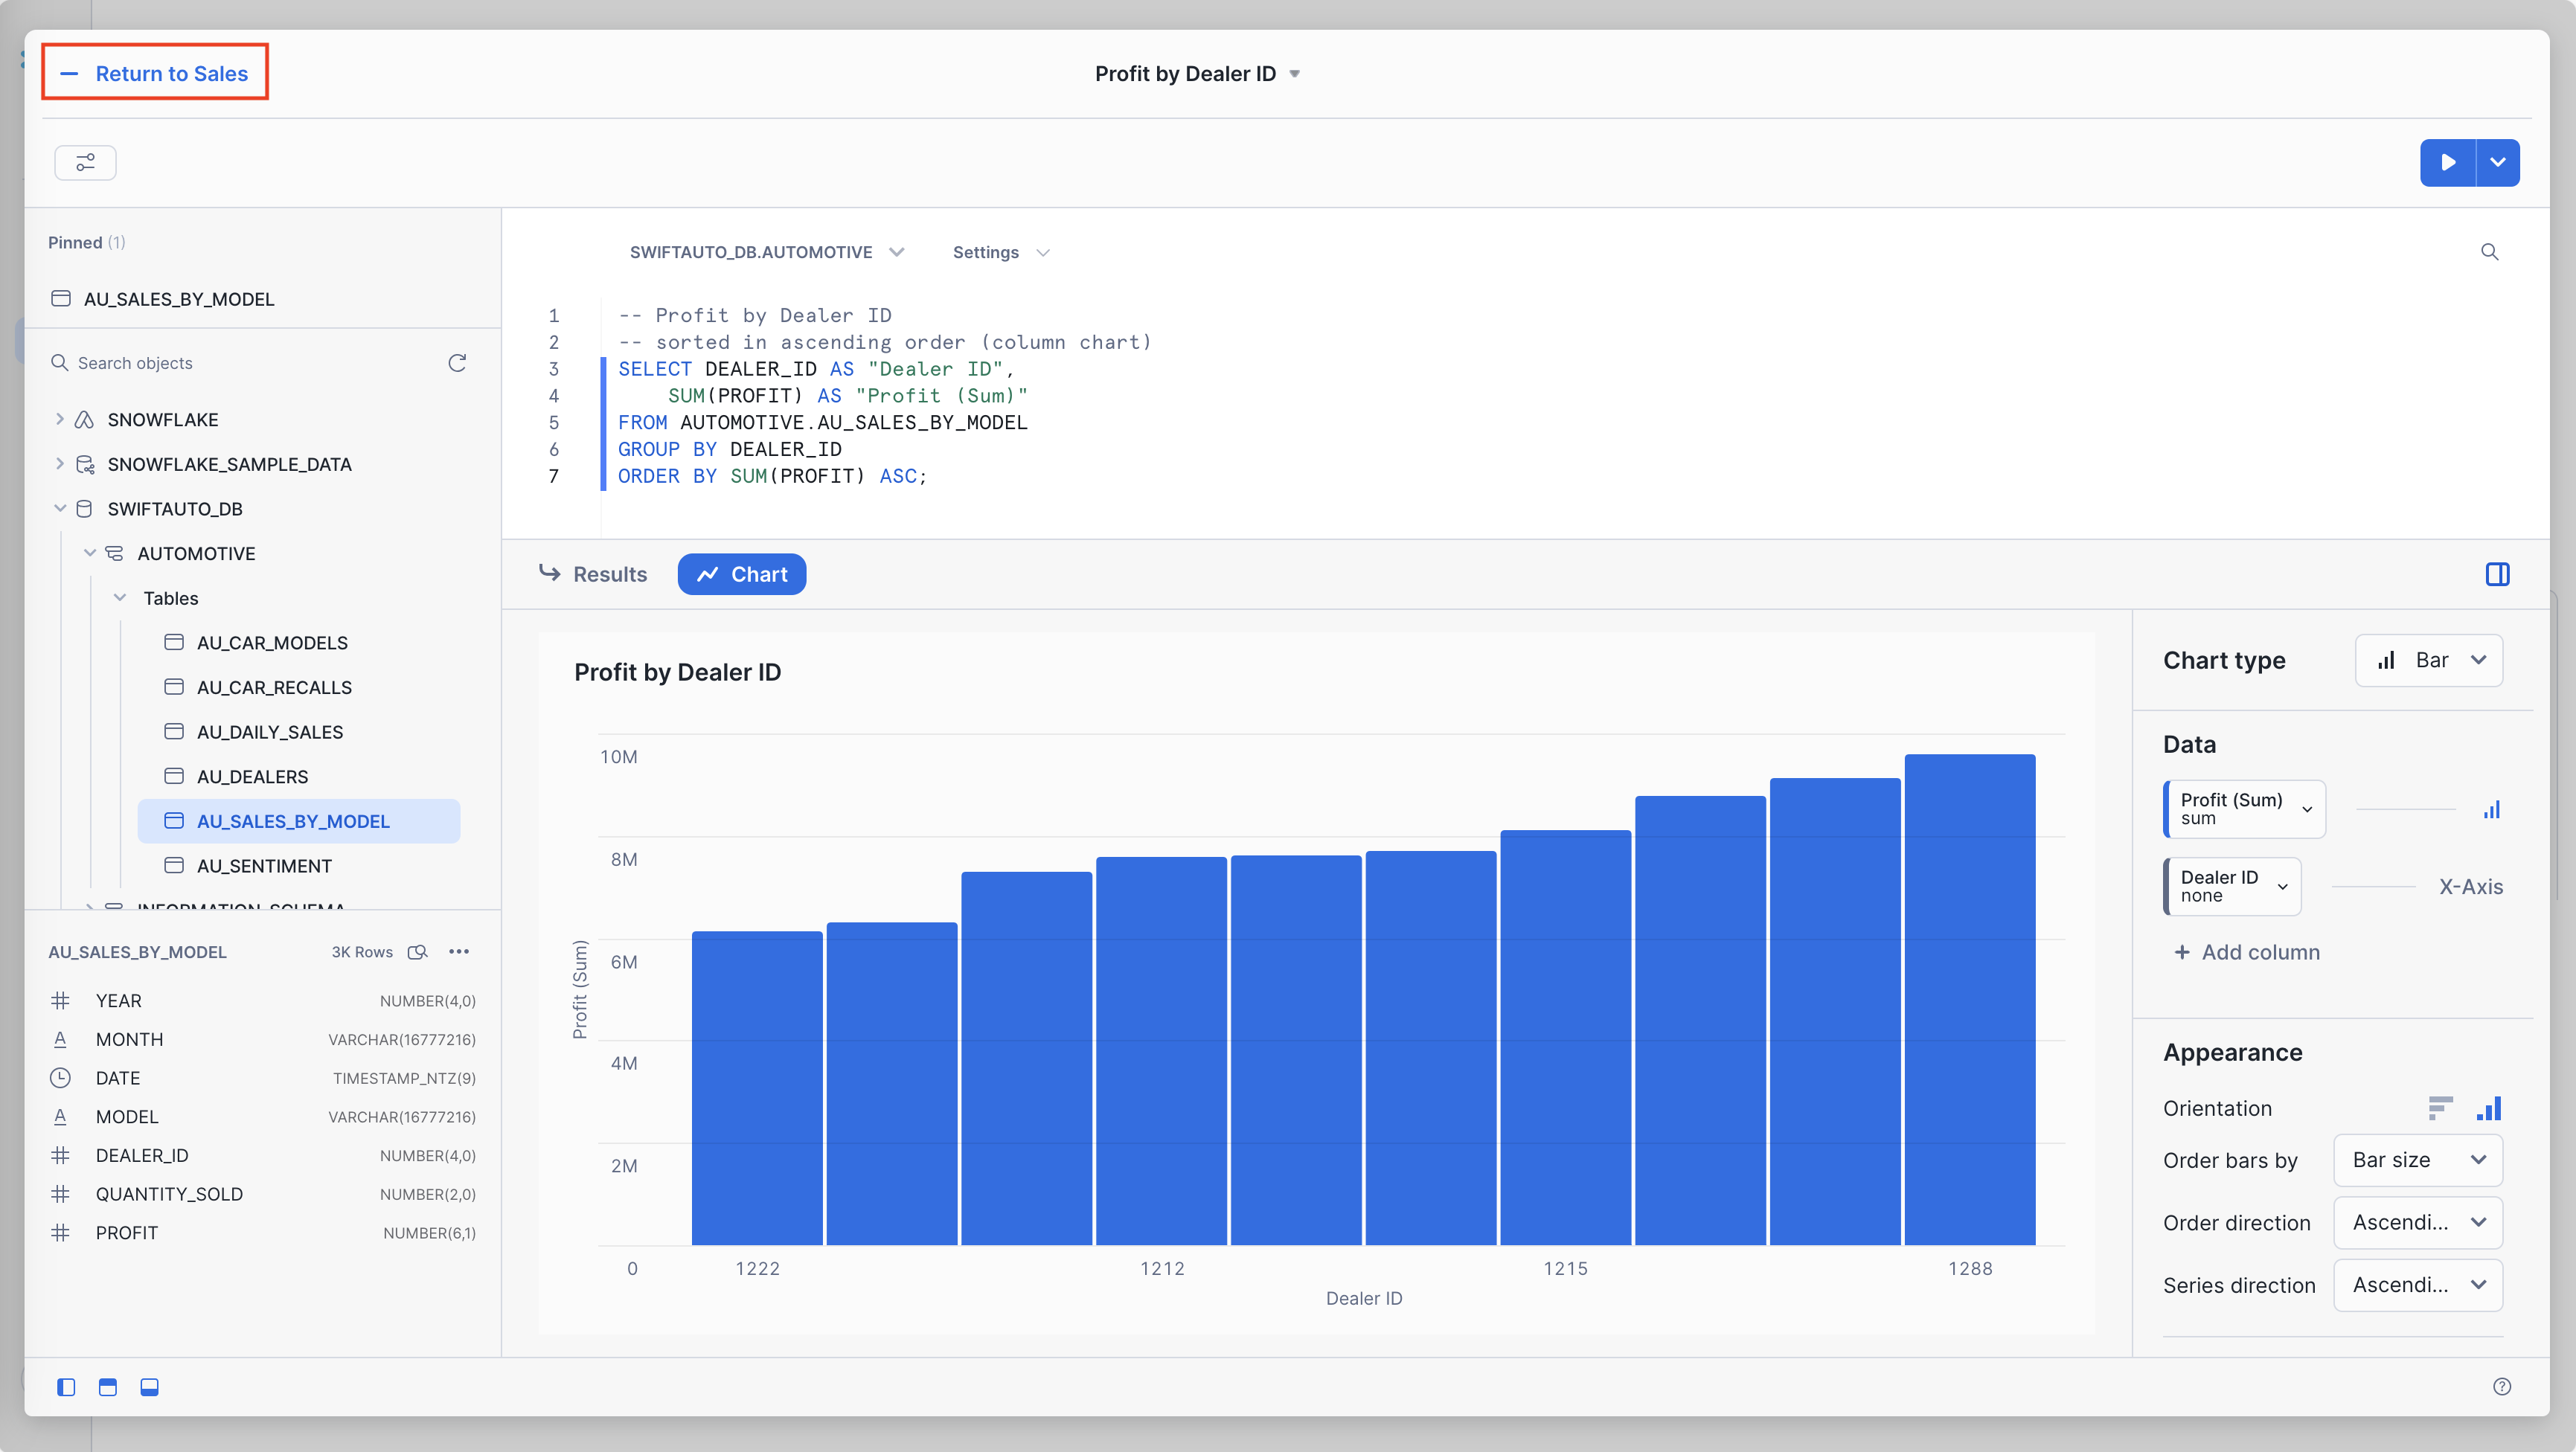 Return to Sales
Profit by Dealer ID
Pinned (1)
AU_SALES_BY_MODEL
Search objects
SNOWFLAKE
SNOWFLAKE_SAMPLE_DATA
SWIFTAUTO_DB
AUTOMOTIVE
Tables
AU_CAR_MODELS
AU_CAR_RECALLS
AU_DAILY_SALES
AU_DEALERS
AU_SALES_BY_MODEL
AU_SENTIMENT
INFORMATION_SCHEMA
AU_SALES_BY_MODEL 3K Rows
YEAR NUMBER(4,0)
MONTH VARCHAR(16777216)
DATE TIMESTAMP_NTZ(9)
MODEL VARCHAR(16777216)
DEALER_ID NUMBER(4,0)
QUANTITY_SOLD NUMBER(2,0)
PROFIT NUMBER(6,1)
SWIFTAUTO_DB.AUTOMOTIVE Settings
1 -- Profit by Dealer ID
2 -- sorted in ascending order (column chart)
3 SELECT DEALER_ID AS "Dealer ID",
4 SUM(PROFIT) AS "Profit (Sum)"
5 FROM AUTOMOTIVE.AU_SALES_BY_MODEL
6 GROUP BY DEALER_ID
7 ORDER BY SUM(PROFIT) ASC;
Results Chart
Profit by Dealer ID
10M
8M
6M
4M
2M
0
Profit (Sum)
1222 1212 1215 1288
Dealer ID
Chart type Bar
Data
Profit (Sum)
sum
Dealer ID
none
X-Axis
+ Add column
Appearance
Orientation
Order bars by Bar size
Order direction Ascendi...
Series direction Ascendi...